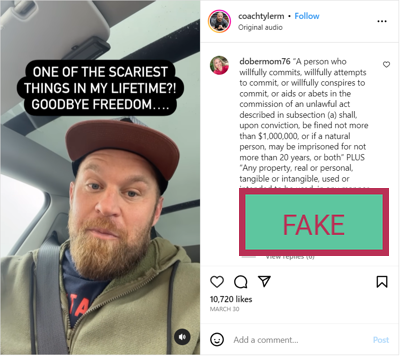 ONE OF THE SCARIEST
THINGS IN MY LIFETIME?!
GOODBYE FREEDOM....
coachtylerm • Follow
Original audio
dobermom76 "A person who
willfully commits, willfully attempts
to commit, or willfully conspires to
commit, or aids or abets in the
commission of an unlawful act
described in subsection (a) shall,
upon conviction, be fined not more
than $1,000,000, or if a natural
person, may be imprisoned for not
more than 20 years, or both" PLUS
"Any property, real or personal,
tangible or intangible, used or
FAKE
View replies
10,720 likes
MARCH 30
Add a comment...
Post